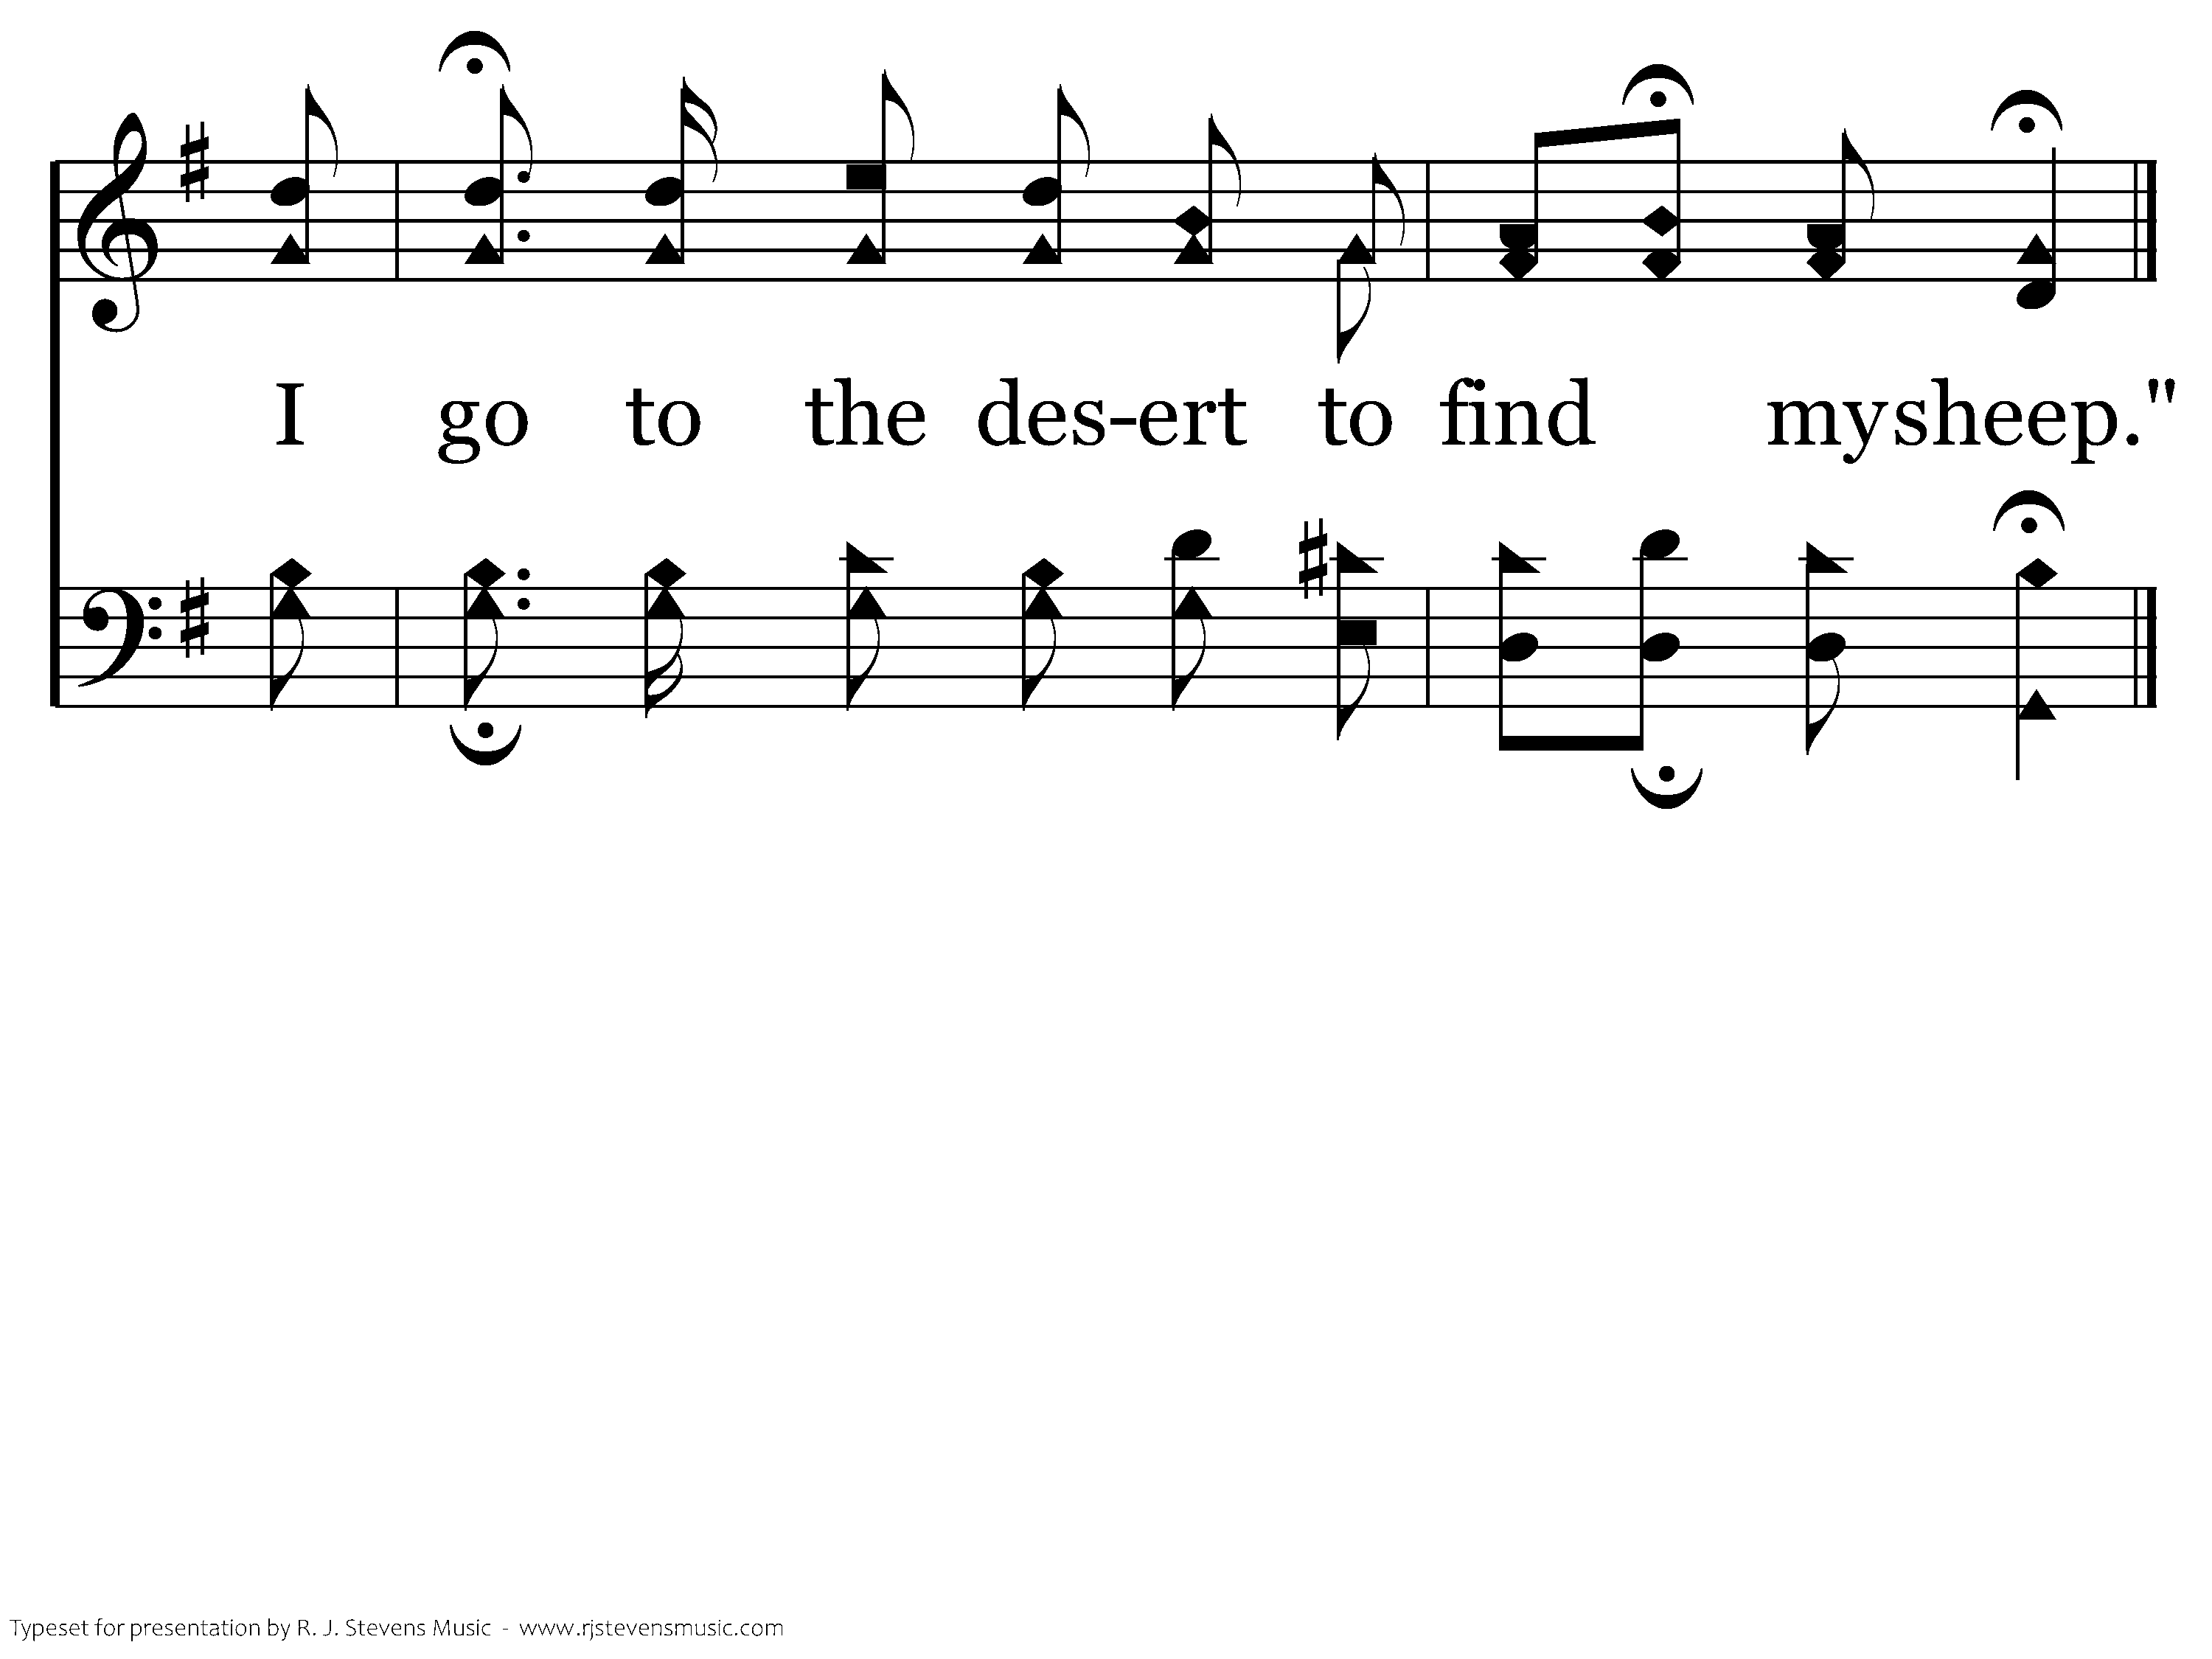 I go to the des-ert to find mysheep."
Typeset for presentation by R. J. Stevens Music - www.rjstevensmusic.com